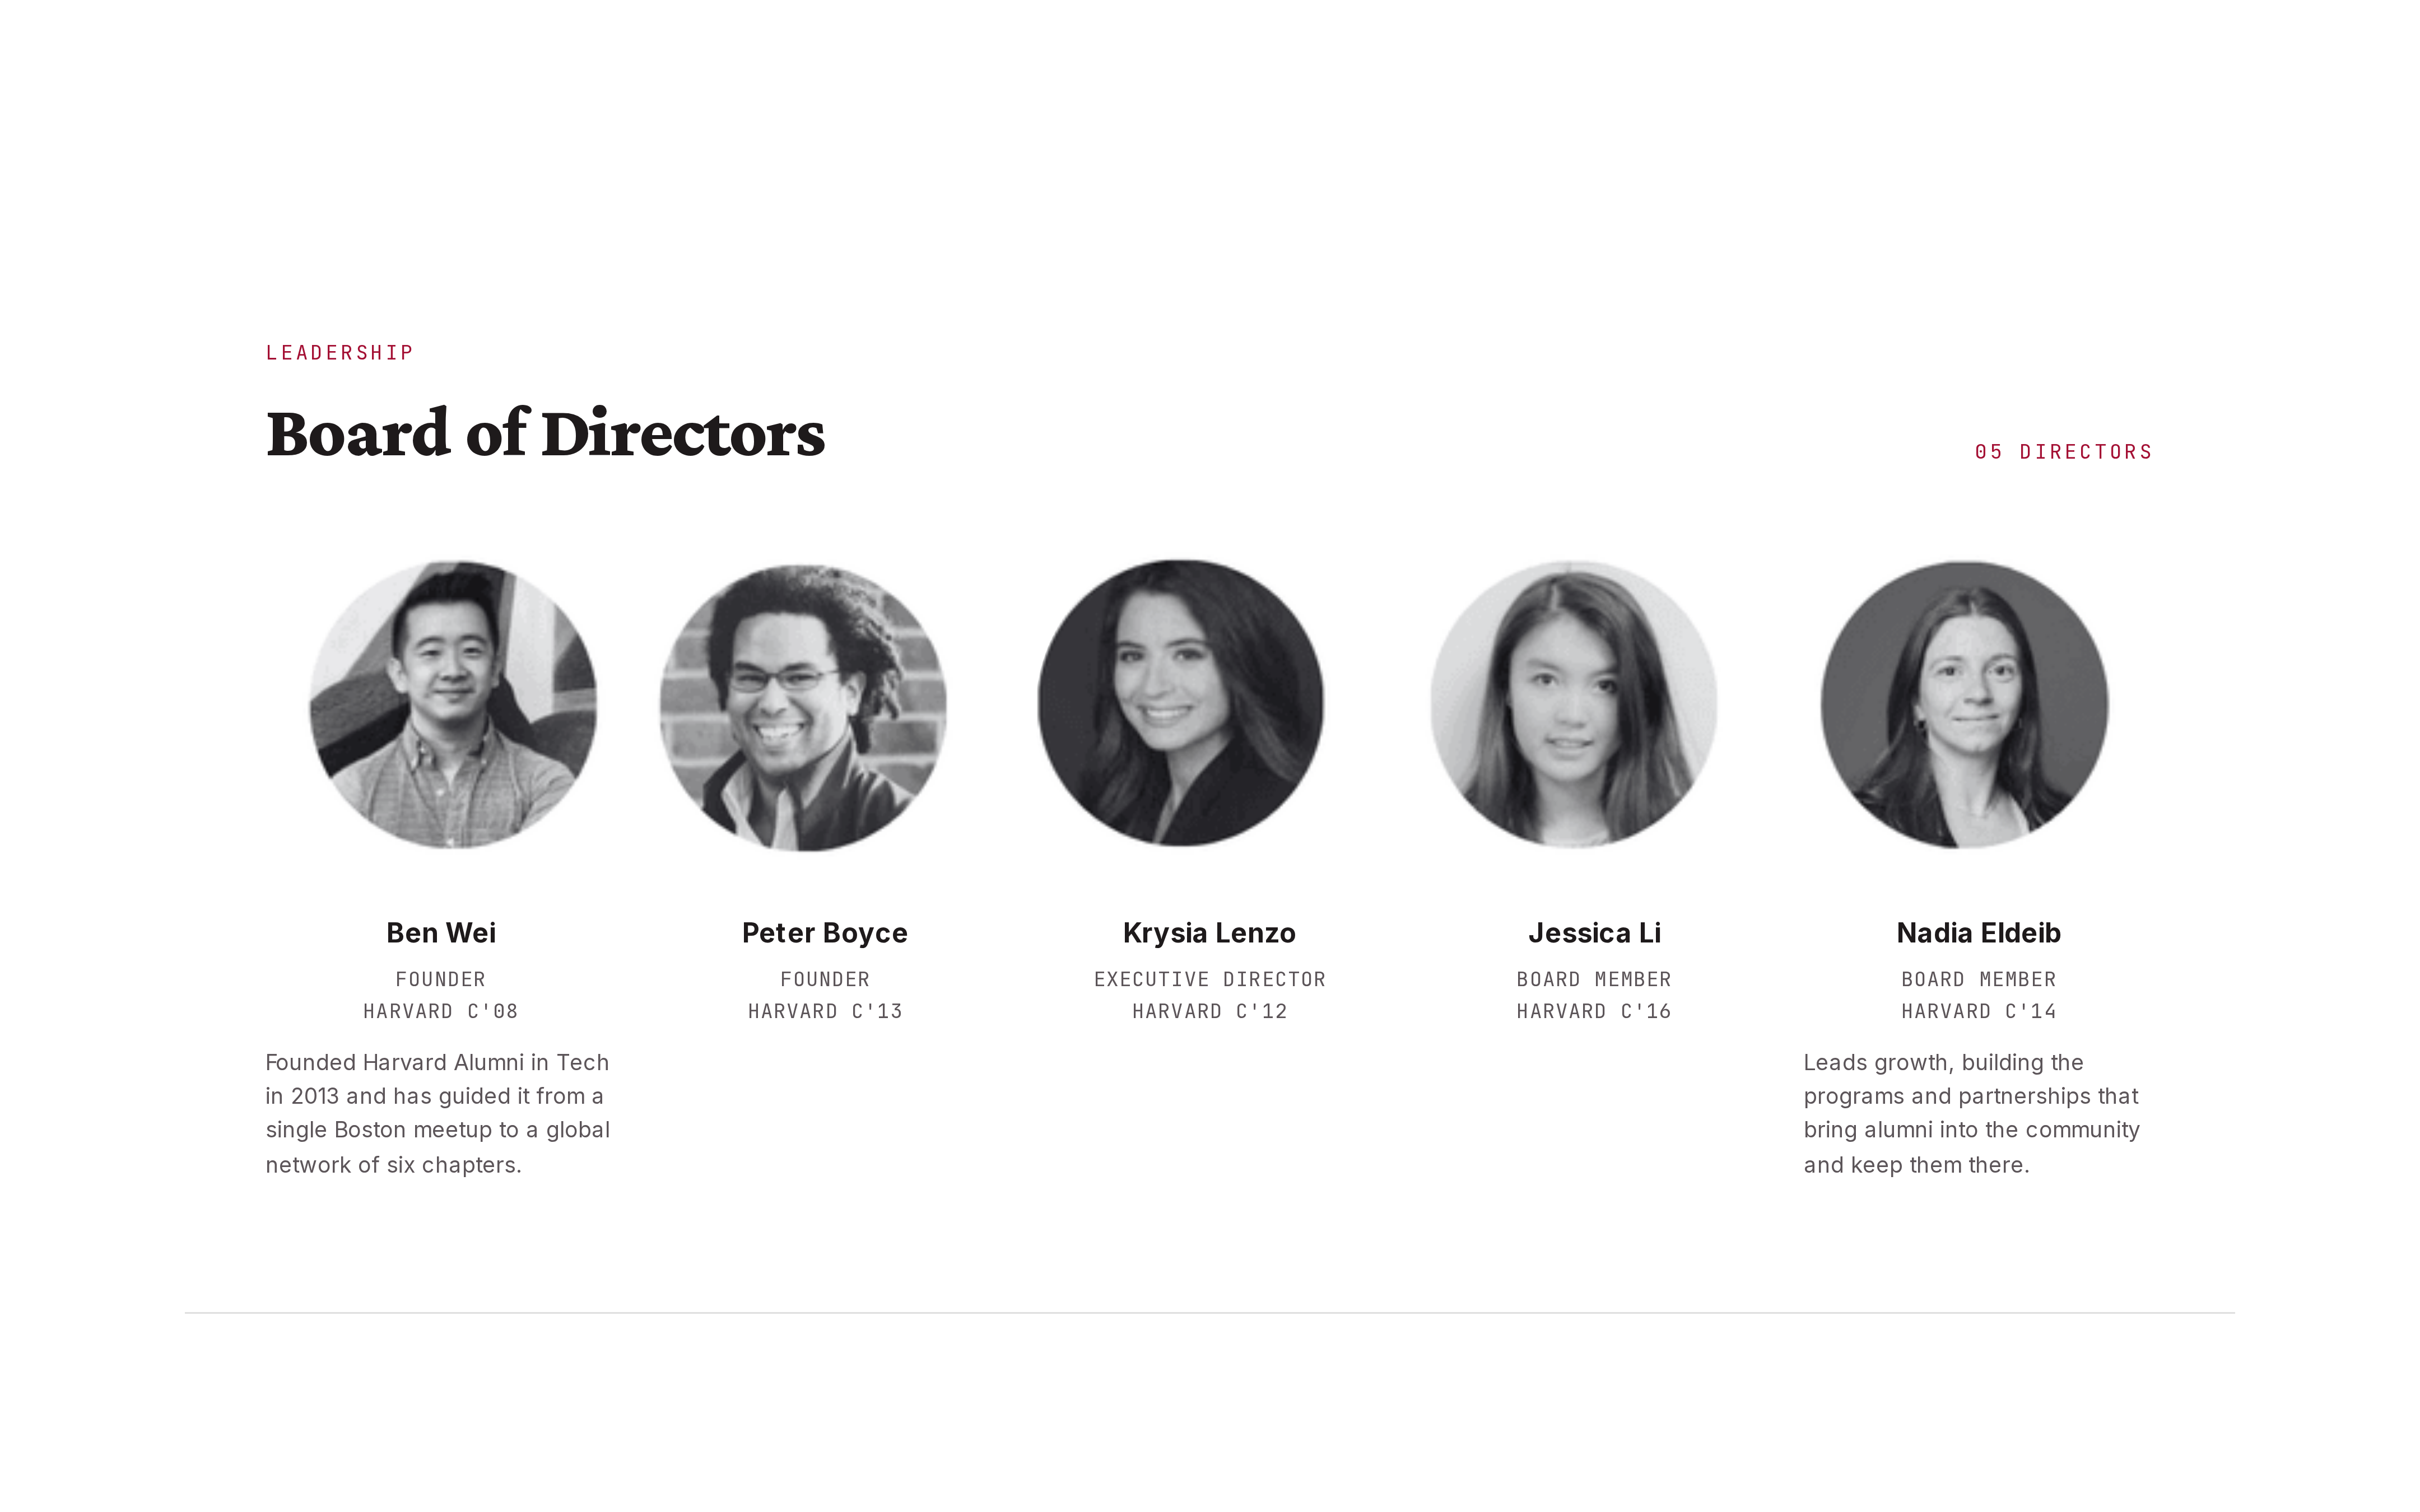 LEADERSHIP
Board of Directors
05 DIRECTORS
Ben Wei
FOUNDER
HARVARD C'08
Founded Harvard Alumni in Tech
in 2013 and has guided it from a
single Boston meetup to a global
network of six chapters.
Peter Boyce
FOUNDER
HARVARD C'13
Krysia Lenzo
EXECUTIVE DIRECTOR
HARVARD C'12
Jessica Li
BOARD MEMBER
HARVARD C'16
Nadia Eldeib
BOARD MEMBER
HARVARD C'14
Leads growth, building the
programs and partnerships that
bring alumni into the community
and keep them there.